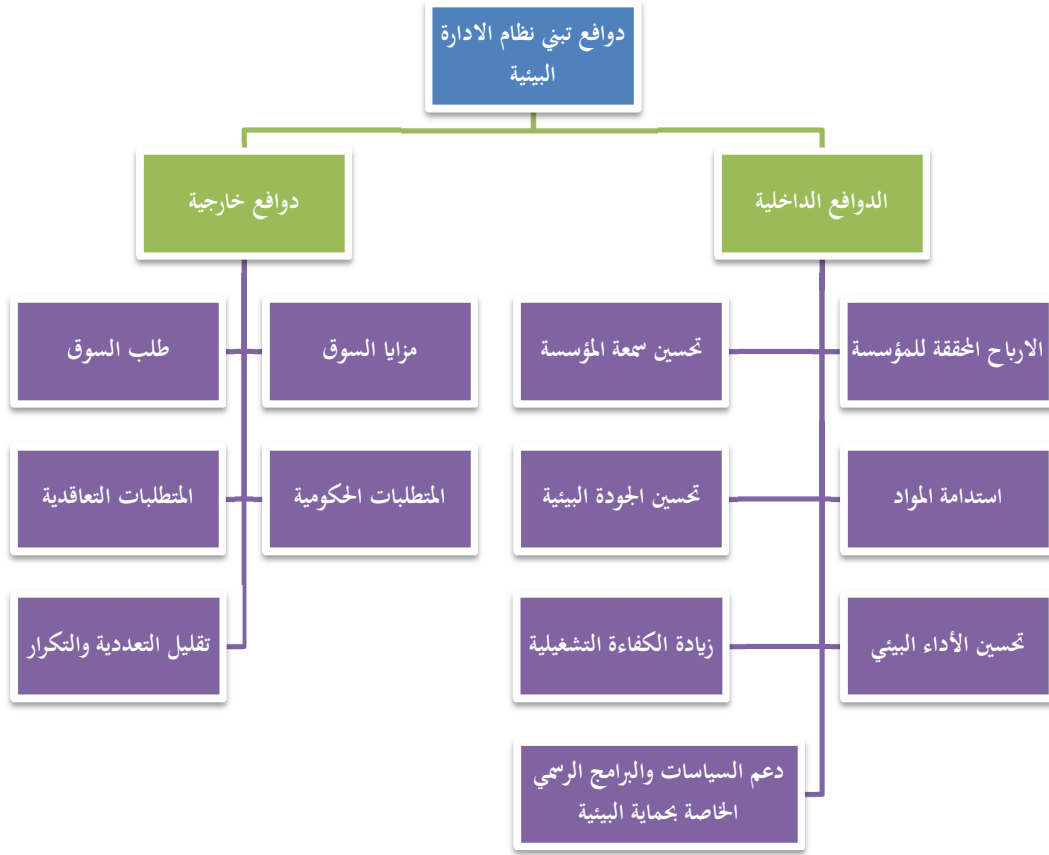 دوافع تبني نظام الادارة
البيئية
الدوافع الداخلية
دوافع خارجية
الارباح المحققة للمؤسسة
تحسين سمعة المؤسسة
استدامة المواد
تحسين الجودة البيئية
تحسين الأداء البيئي
زيادة الكفاءة التشغيلية
دعم السياسات والبرامج الرسمي
الخاصة بحماية البيئية
مزايا السوق
طلب السوق
المتطلبات الحكومية
المتطلبات التعاقدية
تقليل التعددية والتكرار